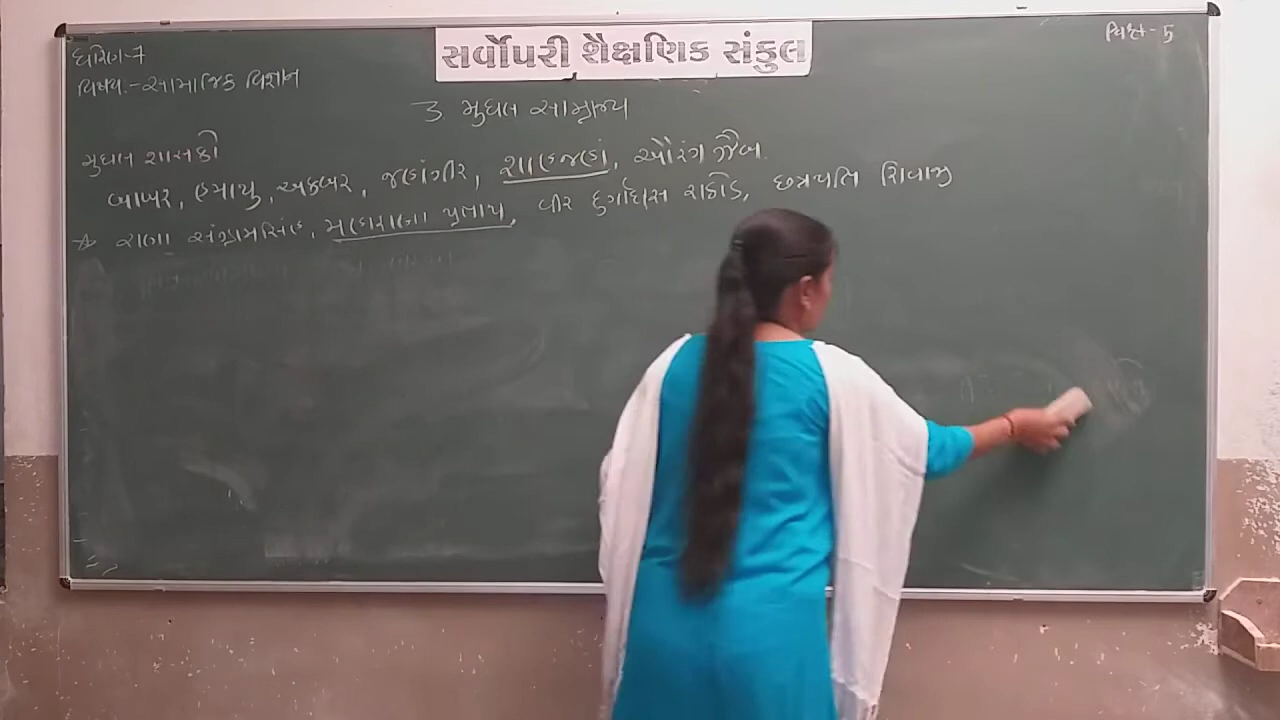 સર્વોપરી શૈક્ષણિક સંકુલ
ધોરણ-7
વિડીયો-5
વિષય:-સામાજિક વિજ્ઞાન
3. મુઘલ સામ્રાજ્ય
મુઘલ શાસકો
બાબર, હુમાયુ, અકબર, જહાંગીર, શાહજહાં, ઔરંગઝૈબ.
* રાણા સંગ્રામસિંહ, મહારાણા પ્રતાપ, વીર દુર્ગાદાસ રાઠોડ, છત્રપતિ શિવાજી